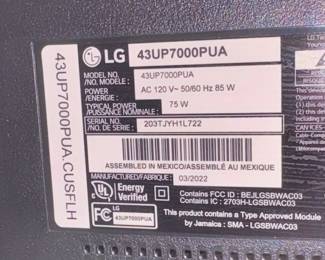 LG 43UP7000PUA
MODEL NO.
/NO. MODÈLE : 43UP7000PUA
POWER
/ÉNERGIE : AC 120 V~ 50/60 Hz 85 W
TYPICAL POWER
/PUISSANCE NOMINALE : 75 W
SERIAL NO.
/NO. DE SÉRIE : 203TJYH1L722
ASSEMBLED IN MEXICO/ASSEMBLÉ AU MEXIQUE
MANUFACTURED/FABRIQUÉ :
03/2022
UL Energy
Verified
FC LG 43UP7000PUA
Contains FCC ID : BEJLGSBWAC03
Contains IC : 2703H-LGSBWAC03
This product contains a Type Approved Module
by Jamaica : SMA - LGSBWAC03
43UP7000PUA.CUSFLH